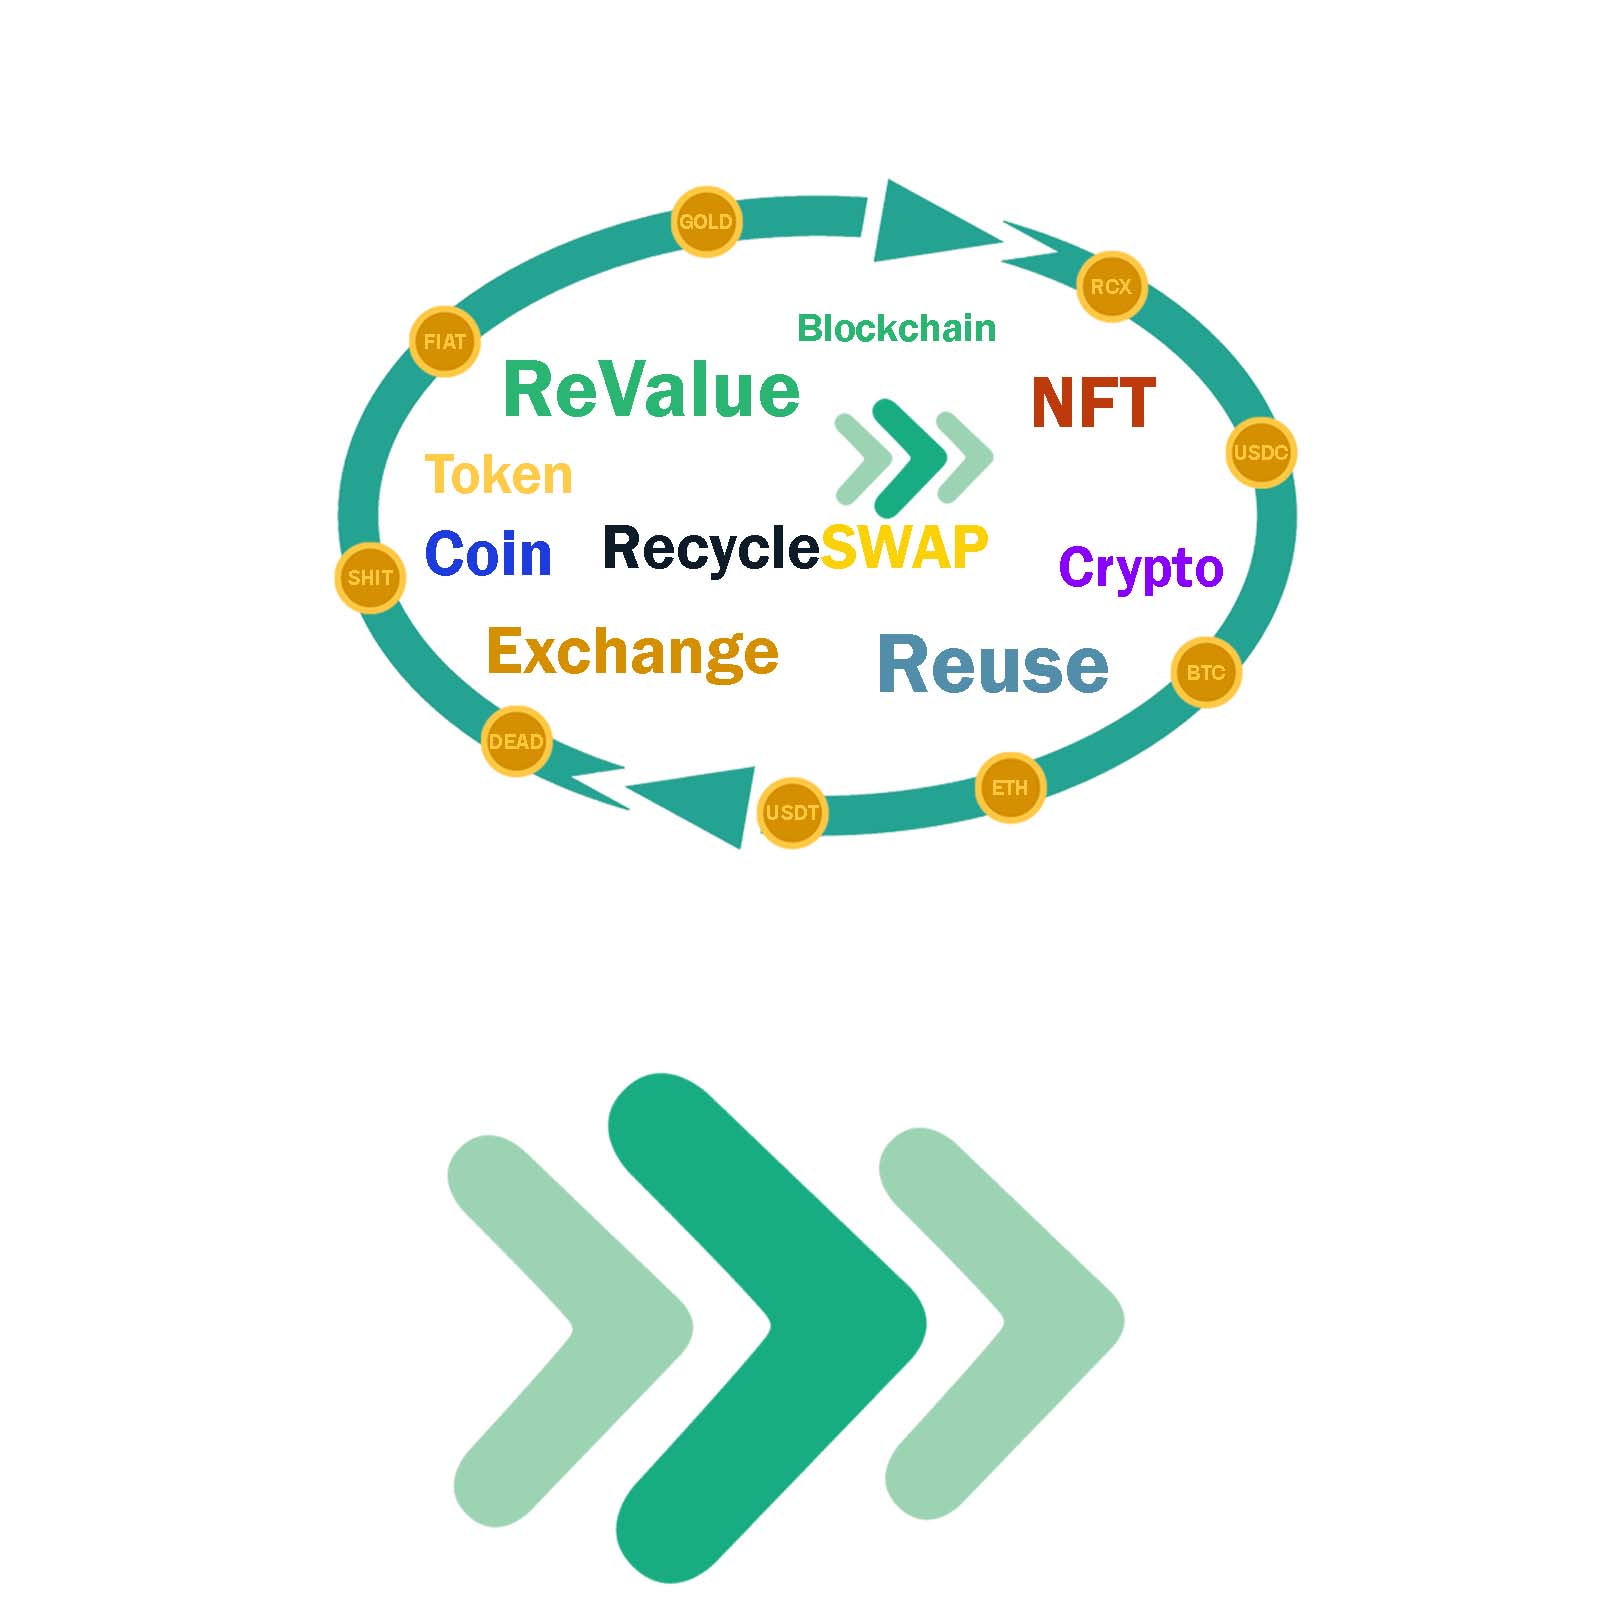 GOLD
RCX
Blockchain
FIAT
ReValue
NFT
USDC
Token
Coin
RecycleSWAP
Crypto
SHIT
Exchange
Reuse
BTC
DEAD
ETH
USDT